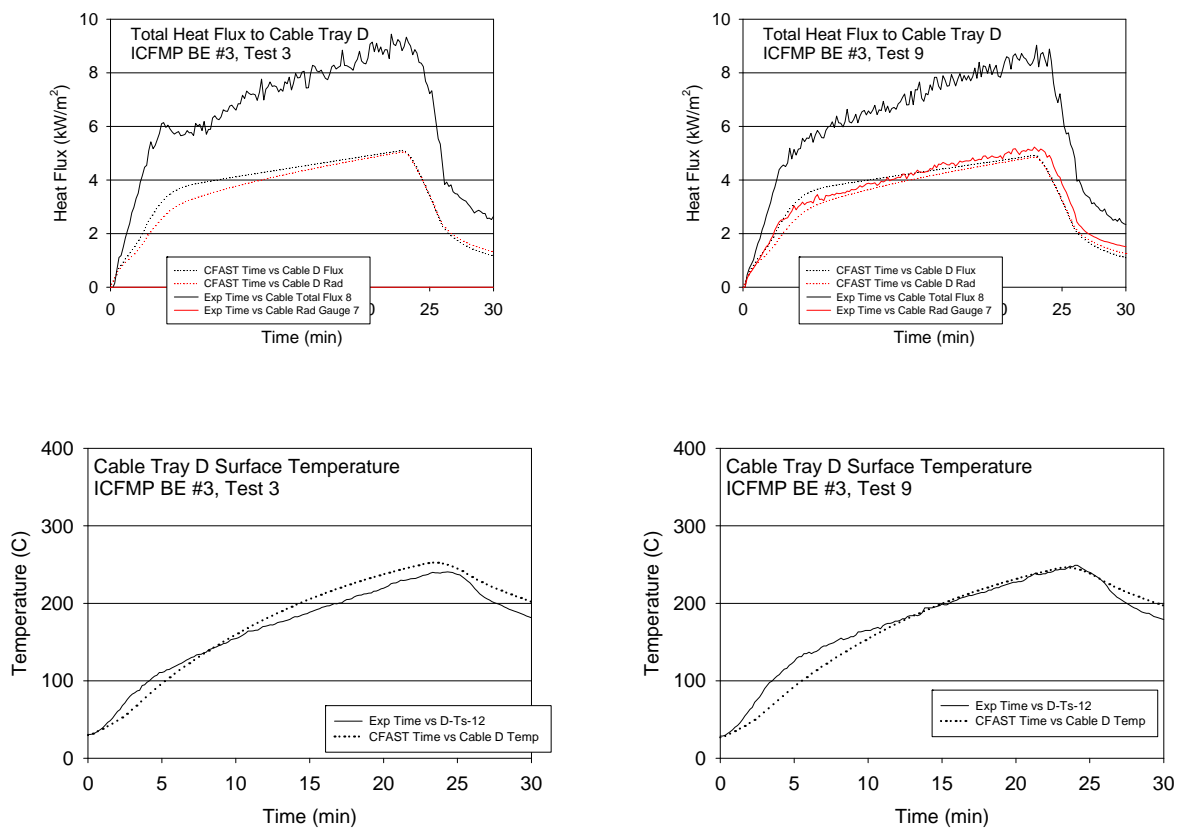 Total Heat Flux to Cable Tray D
ICFMP BE #3, Test 3
Heat Flux (kW/m²)
10
8
6
4
2
0
CFAST Time vs Cable D Flux
CFAST Time vs Cable D Rad
Exp Time vs Cable Total Flux 8
Exp Time vs Cable Rad Gauge 7
0
25
30
Time (min)
Total Heat Flux to Cable Tray D
ICFMP BE #3, Test 9
Heat Flux (kW/m²)
10
8
6
4
2
0
CFAST Time vs Cable D Flux
CFAST Time vs Cable D Rad
Exp Time vs Cable Total Flux 8
Exp Time vs Cable Rad Gauge 7
0
25
30
Time (min)
Cable Tray D Surface Temperature
ICFMP BE #3, Test 3
Temperature (C)
400
300
200
100
0
Exp Time vs D-Ts-12
CFAST Time vs Cable D Temp
0 5 10 15 20 25 30
Time (min)
Cable Tray D Surface Temperature
ICFMP BE #3, Test 9
Temperature (C)
400
300
200
100
0
Exp Time vs D-Ts-12
CFAST Time vs Cable D Temp
0 5 10 15 20 25 30
Time (min)